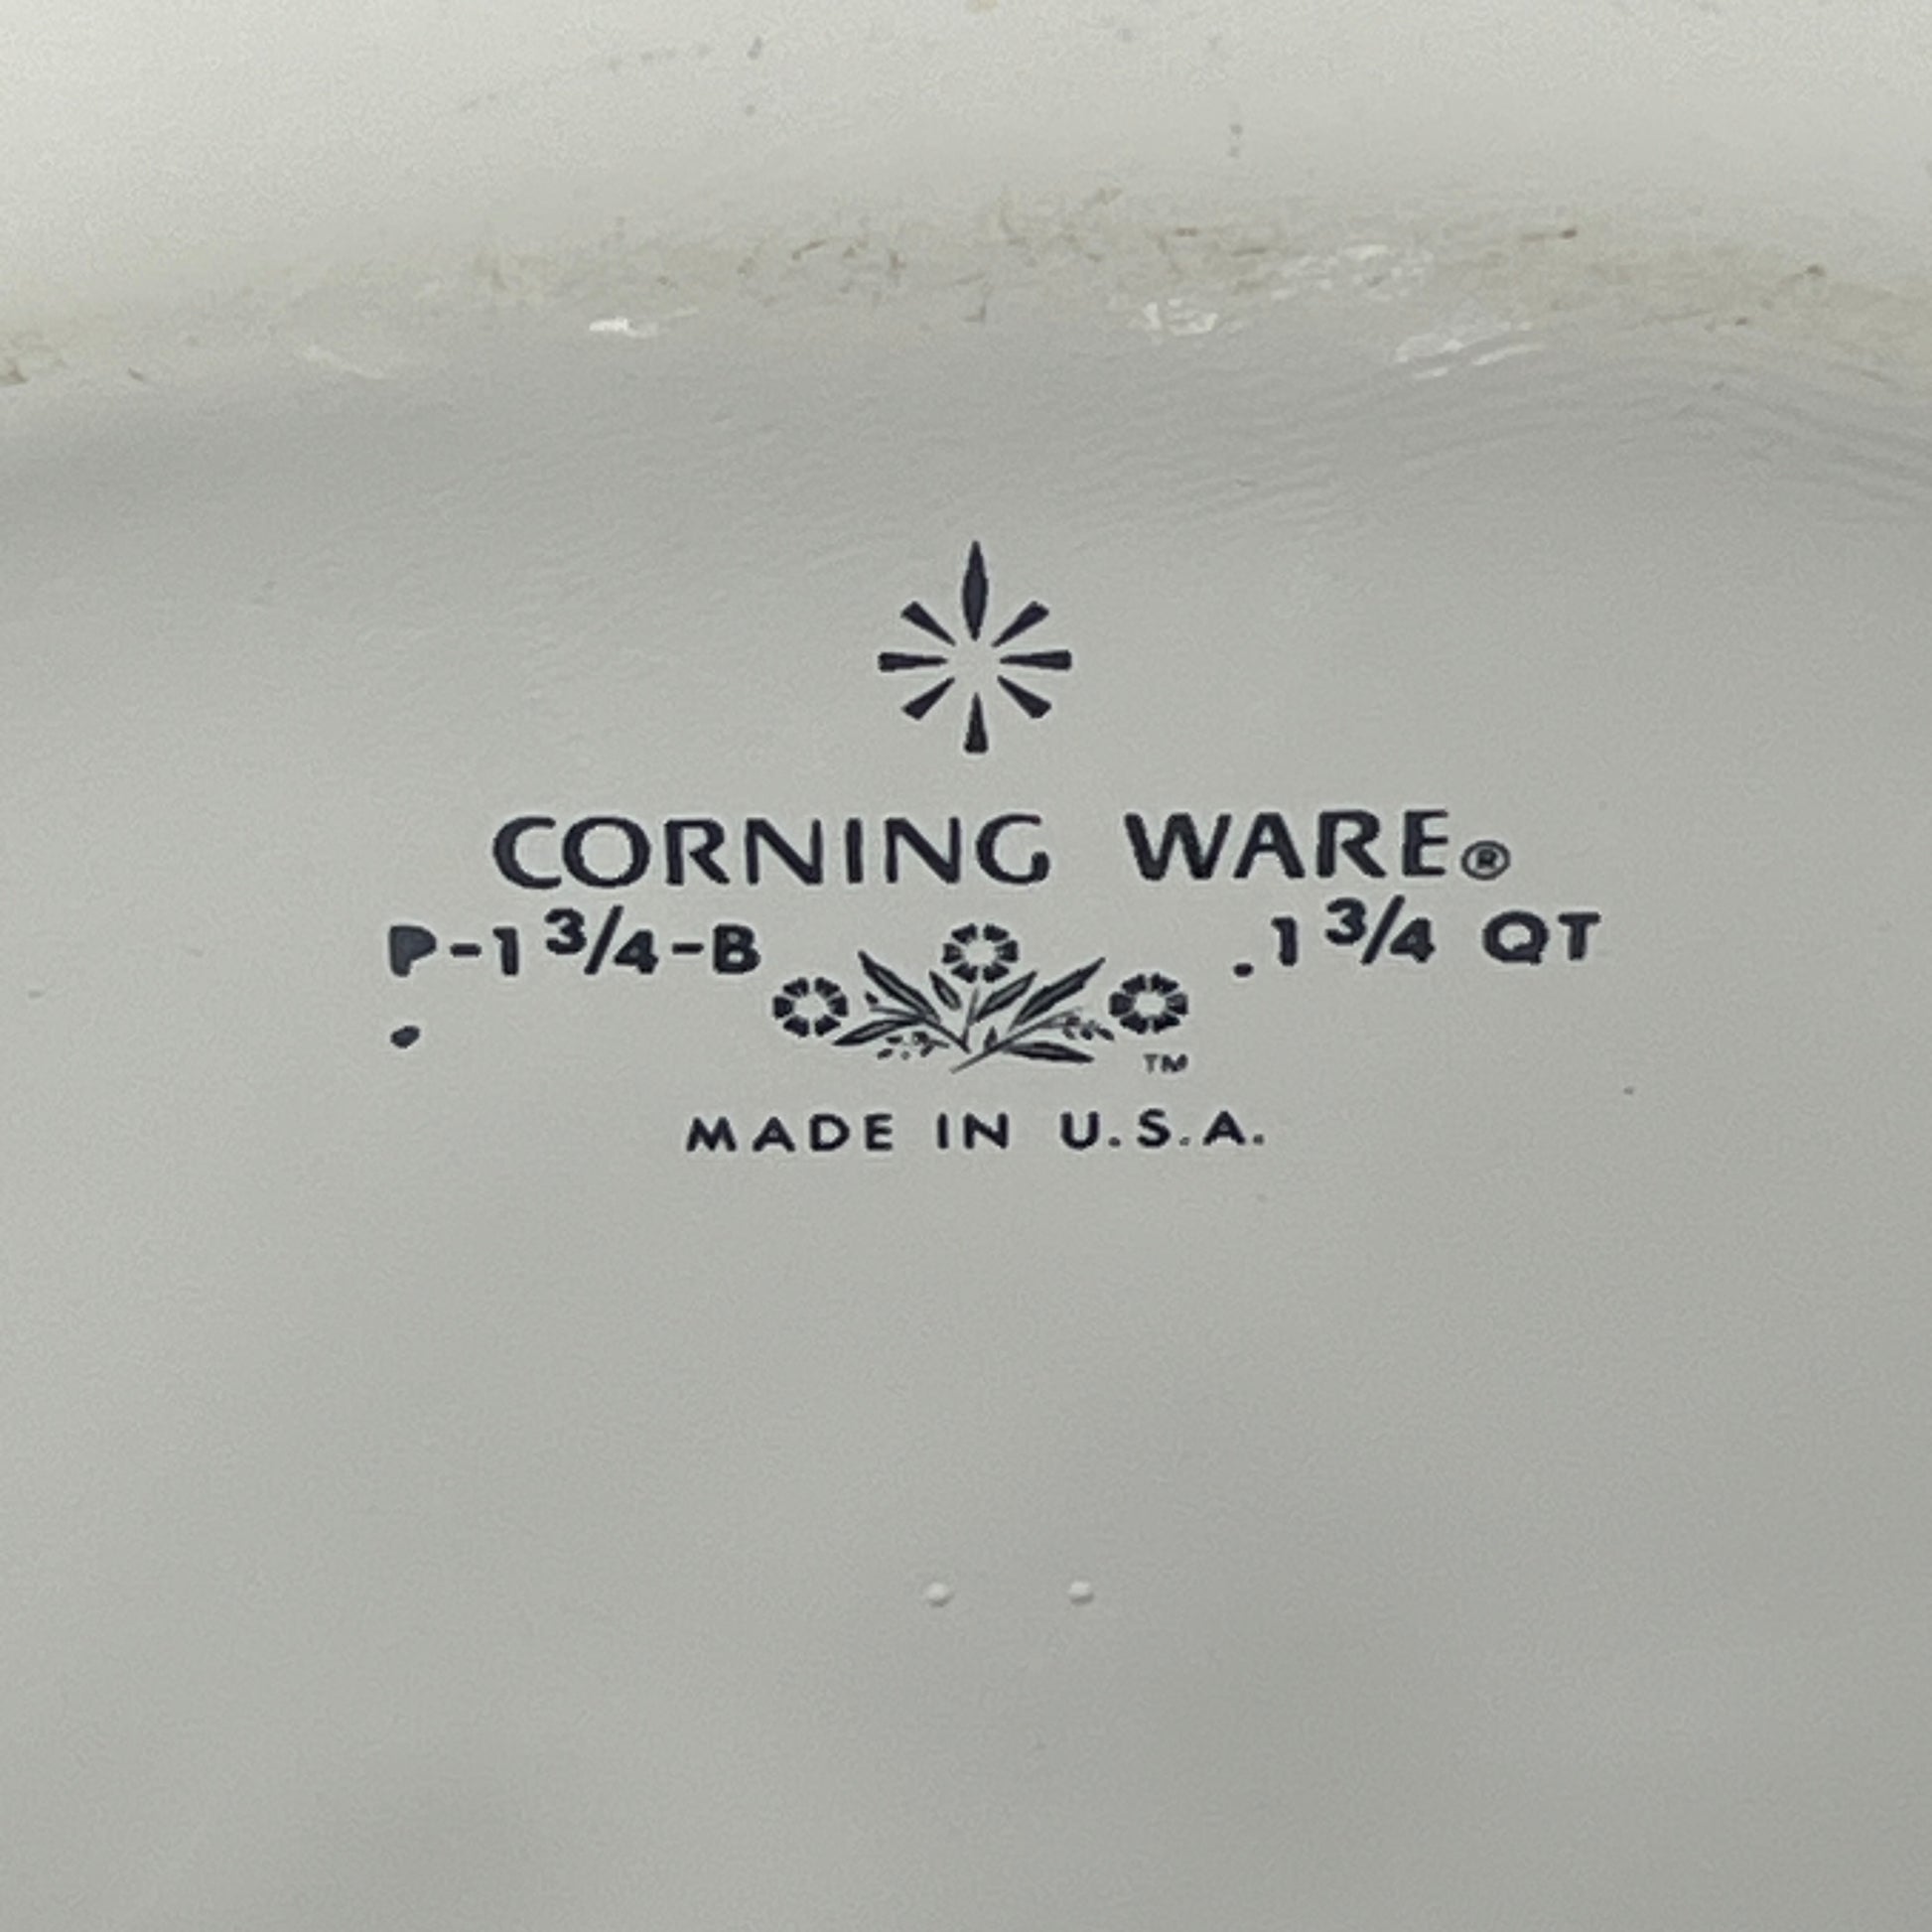 CORNING WARE®
P-1 3/4-B .1 3/4 QT
TM
MADE IN U.S.A.